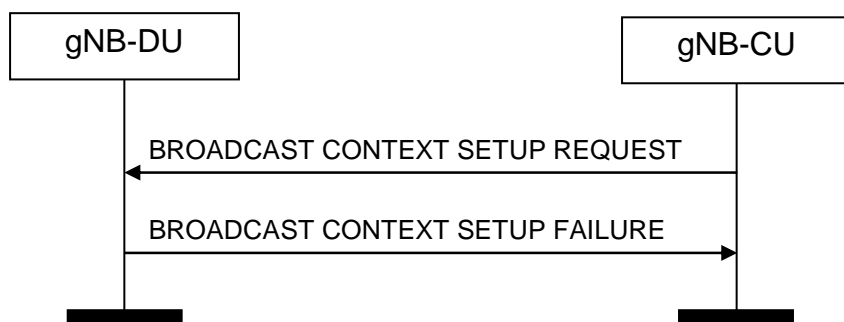 gNB-DU
gNB-CU
BROADCAST CONTEXT SETUP REQUEST
BROADCAST CONTEXT SETUP FAILURE